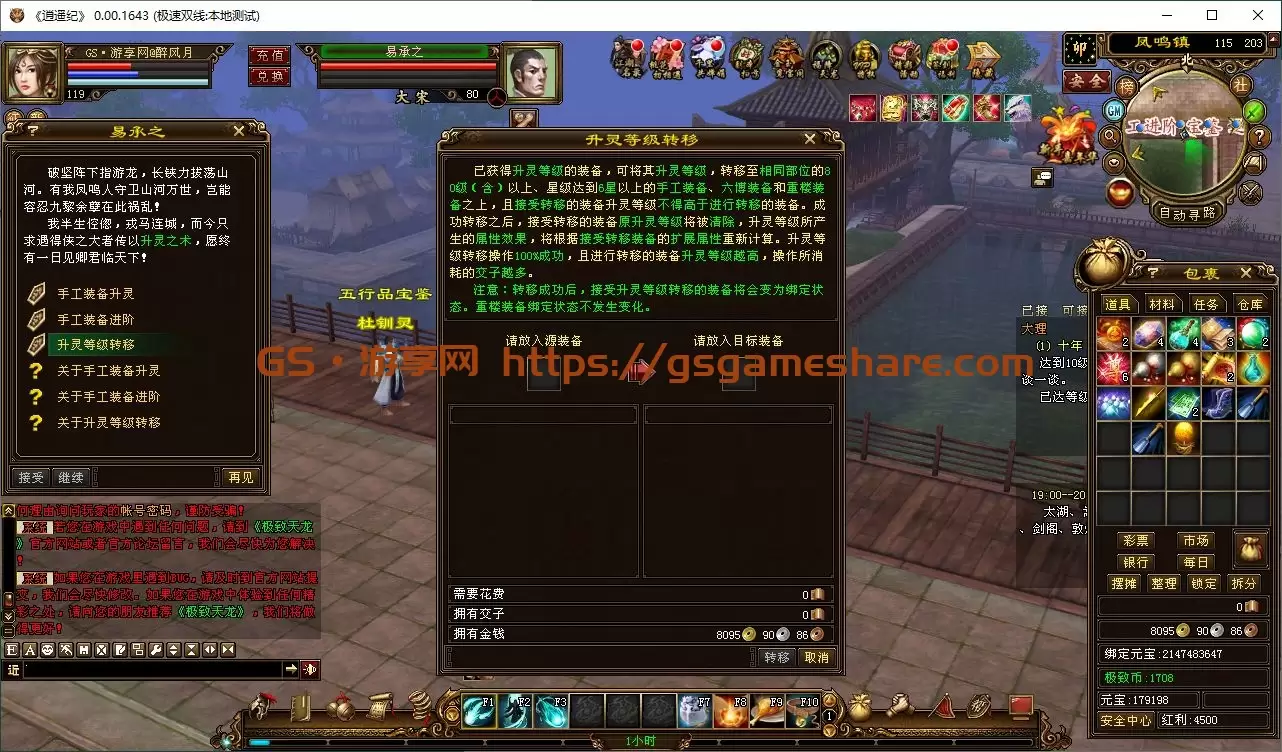 《逍遥纪》 0.00.1643 (极速双线:本地测试)
GS·游享网@醉风月
119
充值
兑换
易承之
大宋
80
凤鸣镇
115 203
北
安全
榜
社
GM
自动寻路
易承之
破坚阵下指游龙，长铗力拔荡山
河。有我凤鸣人守卫山河万世，岂能
容忍九黎余孽在此祸乱！
我半生倥偬，戎马连城，而今只
求遇得侠之大者传以升灵之术，愿终
有一日见卿君临天下！
手工装备升灵
手工装备进阶
升灵等级转移
关于手工装备升灵
关于手工装备进阶
关于升灵等级转移
接受
继续
再见
五行品宝鉴
杜钏灵
升灵等级转移
已获得升灵等级的装备，可将其升灵等级，转移至相同部位的8
0级（含）以上、星级达到6星以上的手工装备、六博装备和重楼装
备之上，且接受转移的装备升灵等级不得高于进行转移的装备。成
功转移之后，接受转移的装备原升灵等级将被清除，升灵等级所产
生的属性效果，将根据接受转移装备的扩展属性重新计算。升灵等
级转移操作100%成功，且进行转移的装备升灵等级越高，操作所消
耗的交子越多。
注意：转移成功后，接受升灵等级转移的装备将会变为绑定状
态。重楼装备绑定状态不发生变化。
请放入源装备
请放入目标装备
GS·游享网 https://gsgameshare.com
需要花费
0
拥有交子
0
拥有金钱
8095 90 86
转移
取消
已接 可接
大理
(1) 十年
达到10级
谈一谈。
已达等级
19:00--20
包裹
道具
材料
任务
仓库
彩票
市场
银行
每日
摆摊
整理
锁定
拆分
0
8095 90 86
绑定元宝:2147483647
极致币:1708
元宝:179198
安全中心
红利:4500
何理由询问玩家的帐号密码，谨防受骗！
系统 若您在游戏中遇到任何问题，请到《极致天龙
》官方网站或者官方论坛留言，我们会尽快为您解决
！
系统 如果您在游戏里遇到BUG，请及时到官方网站提
交，我们会尽快修改。如果您在游戏中体验到任何精
彩之处，请向您的朋友推荐《极致天龙》，我们将做
得更好！
近
F1
F2
F3
F7
F8
F9
F10
1
1小时